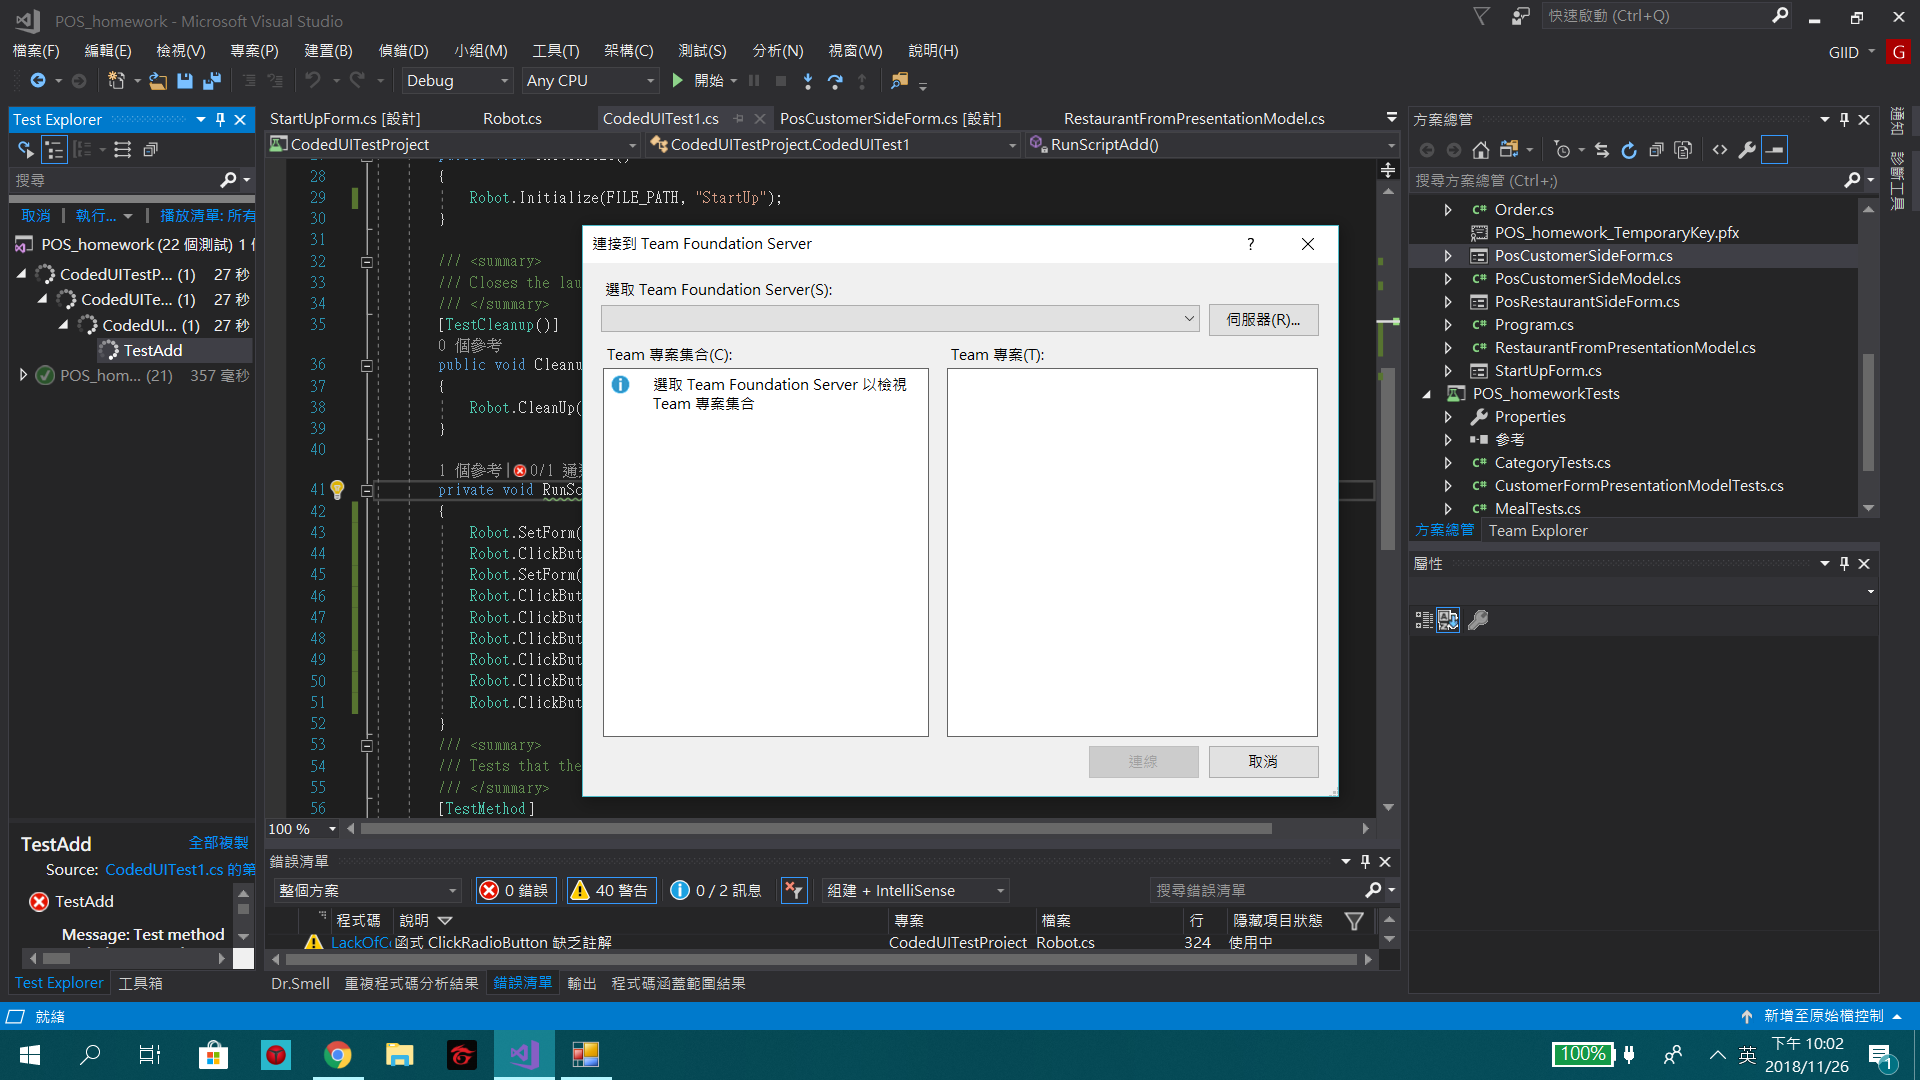 POS_homework - Microsoft Visual Studio
快速啟動 (Ctrl+Q)
檔案(F) 編輯(E) 檢視(V) 專案(P) 建置(B) 偵錯(D) 小組(M) 工具(T) 架構(C) 測試(S) 分析(N) 視窗(W) 說明(H)
GIID G
Debug Any CPU 開始
Test Explorer
搜尋
取消 執行... 播放清單: 所有
POS_homework (22 個測試) 1
CodedUITestP... (1) 27 秒
CodedUITe... (1) 27 秒
CodedUI... (1) 27 秒
TestAdd
POS_hom... (21) 357 毫秒
TestAdd 全部複製
Source: CodedUITest1.cs 的第
TestAdd
Message: Test method
Test Explorer 工具箱
StartUpForm.cs [設計] Robot.cs CodedUITest1.cs PosCustomerSideForm.cs [設計] RestaurantFromPresentationModel.cs
CodedUITestProject CodedUITestProject.CodedUITest1 RunScriptAdd()
28 {
29 Robot.Initialize(FILE_PATH, "StartUp");
30 }
31
32 /// <summary>
33 /// Closes the lau
34 /// </summary>
35 [TestCleanup()]
0 個參考
36 public void Cleanu
37 {
38 Robot.CleanUp(
39 }
40
1 個參考 | 0/1 通
41 private void RunSc
42 {
43 Robot.SetForm(
44 Robot.ClickBut
45 Robot.SetForm(
46 Robot.ClickBut
47 Robot.ClickBut
48 Robot.ClickBut
49 Robot.ClickBut
50 Robot.ClickBut
51 Robot.ClickBut
52 }
53 /// <summary>
54 /// Tests that the
55 /// </summary>
56 [TestMethod]
100 %
連接到 Team Foundation Server
?
選取 Team Foundation Server(S):
伺服器(R)...
Team 專案集合(C): Team 專案(T):
選取 Team Foundation Server 以檢視
Team 專案集合
連線 取消
錯誤清單
整個方案 0 錯誤 40 警告 0 / 2 訊息 組建 + IntelliSense 搜尋錯誤清單
程式碼 說明 專案 檔案 行 隱藏項目狀態
LackOfCo 函式 ClickRadioButton 缺乏註解 CodedUITestProject Robot.cs 324 使用中
Dr.Smell 重複程式碼分析結果 錯誤清單 輸出 程式碼涵蓋範圍結果
方案總管
搜尋方案總管 (Ctrl+;)
C# Order.cs
POS_homework_TemporaryKey.pfx
PosCustomerSideForm.cs
C# PosCustomerSideModel.cs
PosRestaurantSideForm.cs
C# Program.cs
C# RestaurantFromPresentationModel.cs
StartUpForm.cs
POS_homeworkTests
Properties
參考
C# CategoryTests.cs
C# CustomerFormPresentationModelTests.cs
C# MealTests.cs
方案總管 Team Explorer
屬性
通知
診斷工具
就緒
新增至原始檔控制
100%
英
下午 10:02
2018/11/26
1